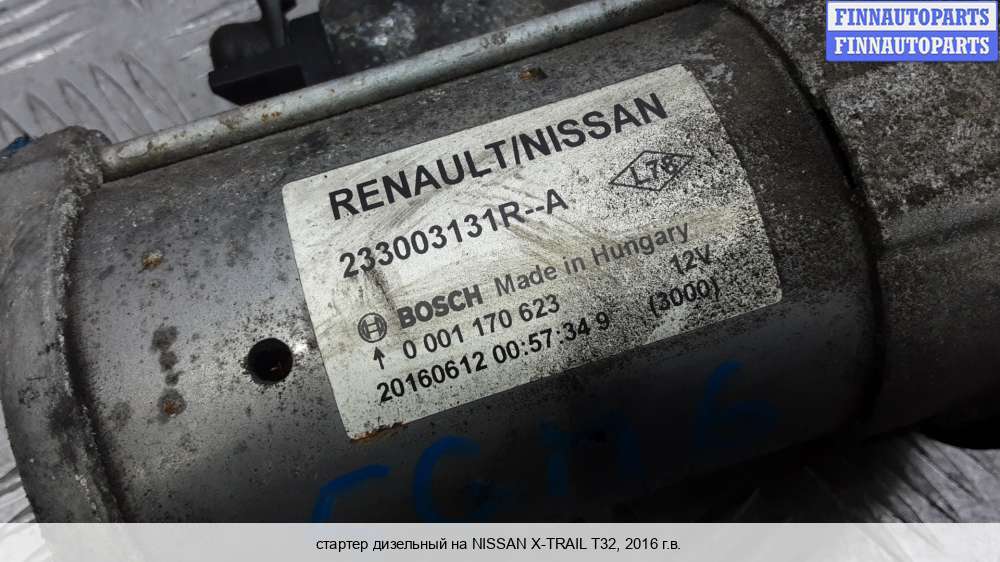 FINNAUTOPARTS
FINNAUTOPARTS
RENAULT/NISSAN
233003131R--A
L78
BOSCH Made in Hungary
0 001 170 623 12V
20160612 00:57:34 9 (3000)
стартер дизельный на NISSAN X-TRAIL T32, 2016 г.в.